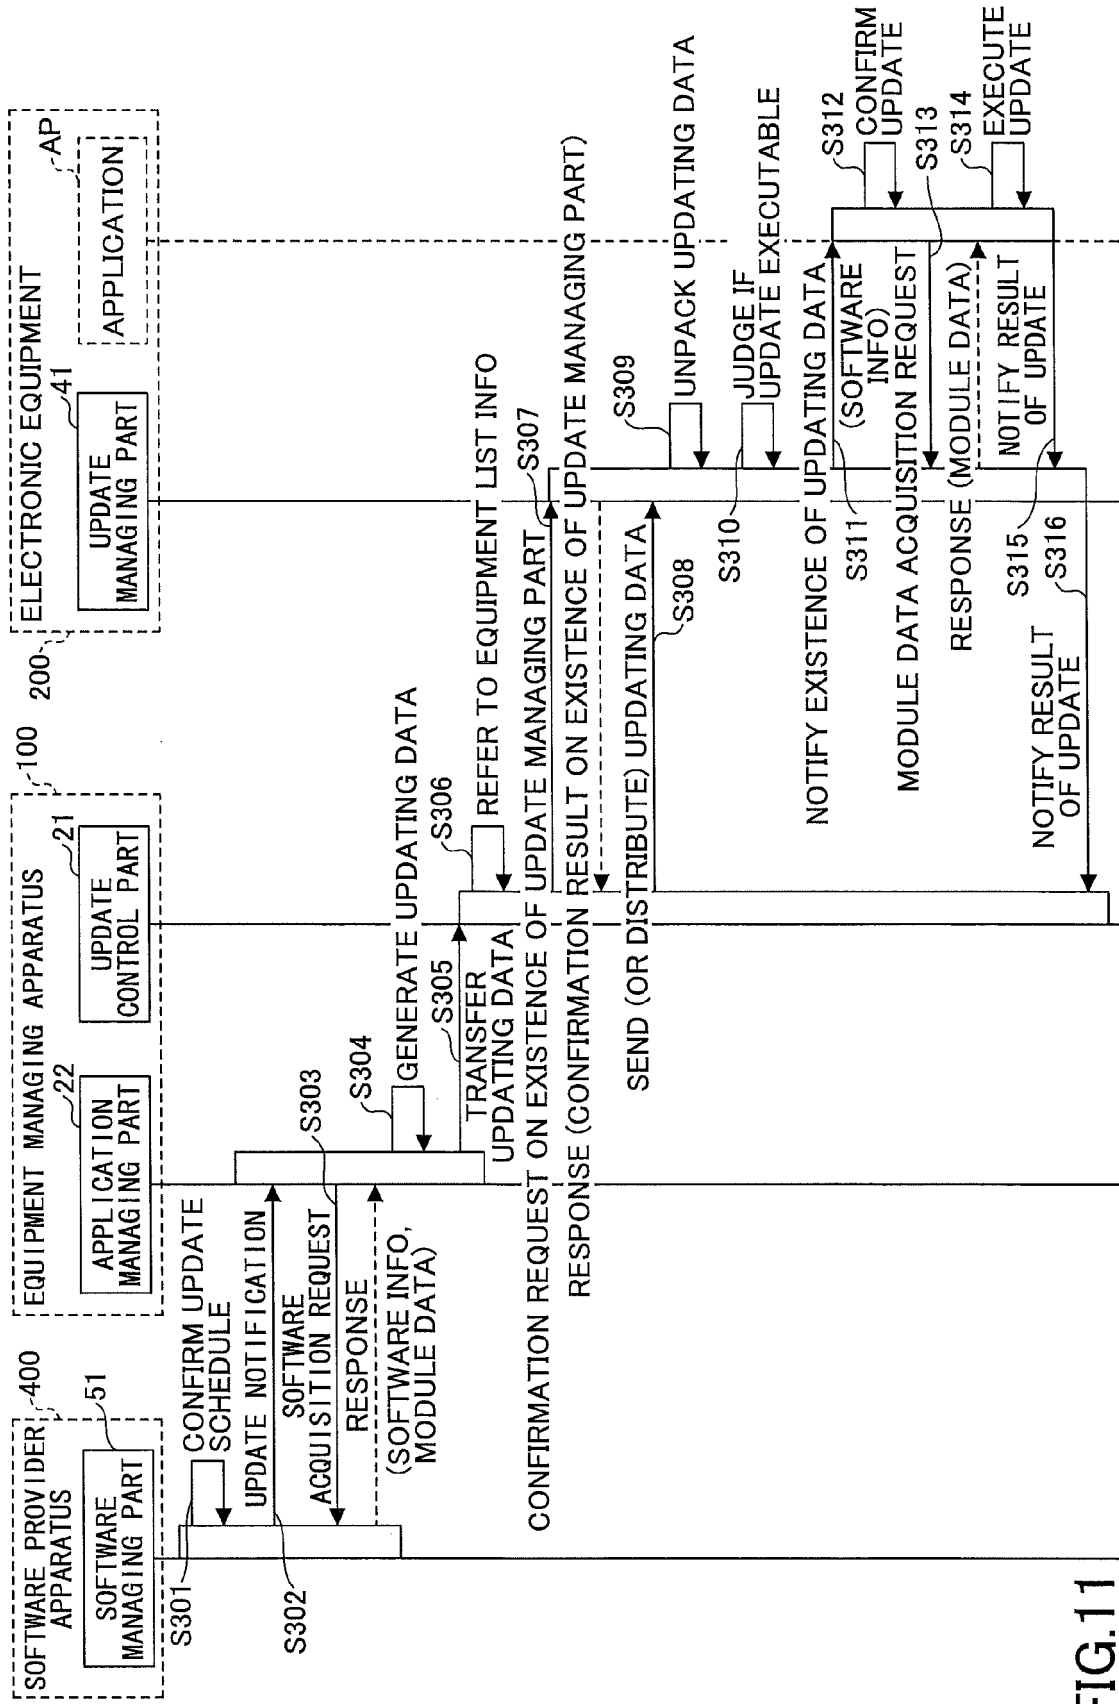 SOFTWARE PROVIDER
APPARATUS
400
SOFTWARE
MANAGING PART
51
EQUIPMENT MANAGING APPARATUS
100
APPLICATION
MANAGING PART
22
UPDATE
CONTROL PART
21
200
ELECTRONIC EQUIPMENT
UPDATE
MANAGING PART
41
APPLICATION
AP
S301
CONFIRM UPDATE
SCHEDULE
UPDATE NOTIFICATION
S302
SOFTWARE
ACQUISITION REQUEST
S303
RESPONSE
(SOFTWARE INFO,
MODULE DATA)
S304
GENERATE UPDATING DATA
S305
TRANSFER
UPDATING DATA
S306
REFER TO EQUIPMENT LIST INFO
S307
CONFIRMATION REQUEST ON EXISTENCE OF UPDATE MANAGING PART
RESPONSE (CONFIRMATION RESULT ON EXISTENCE OF UPDATE MANAGING PART)
SEND (OR DISTRIBUTE) UPDATING DATA
S308
S309
UNPACK UPDATING DATA
S310
JUDGE IF
UPDATE EXECUTABLE
NOTIFY EXISTENCE OF UPDATING DATA
(SOFTWARE
INFO)
S311
S312
CONFIRM
UPDATE
MODULE DATA ACQUISITION REQUEST
S313
RESPONSE (MODULE DATA)
S314
EXECUTE
UPDATE
NOTIFY RESULT
OF UPDATE
S315
S316
NOTIFY RESULT
OF UPDATE
FIG.11